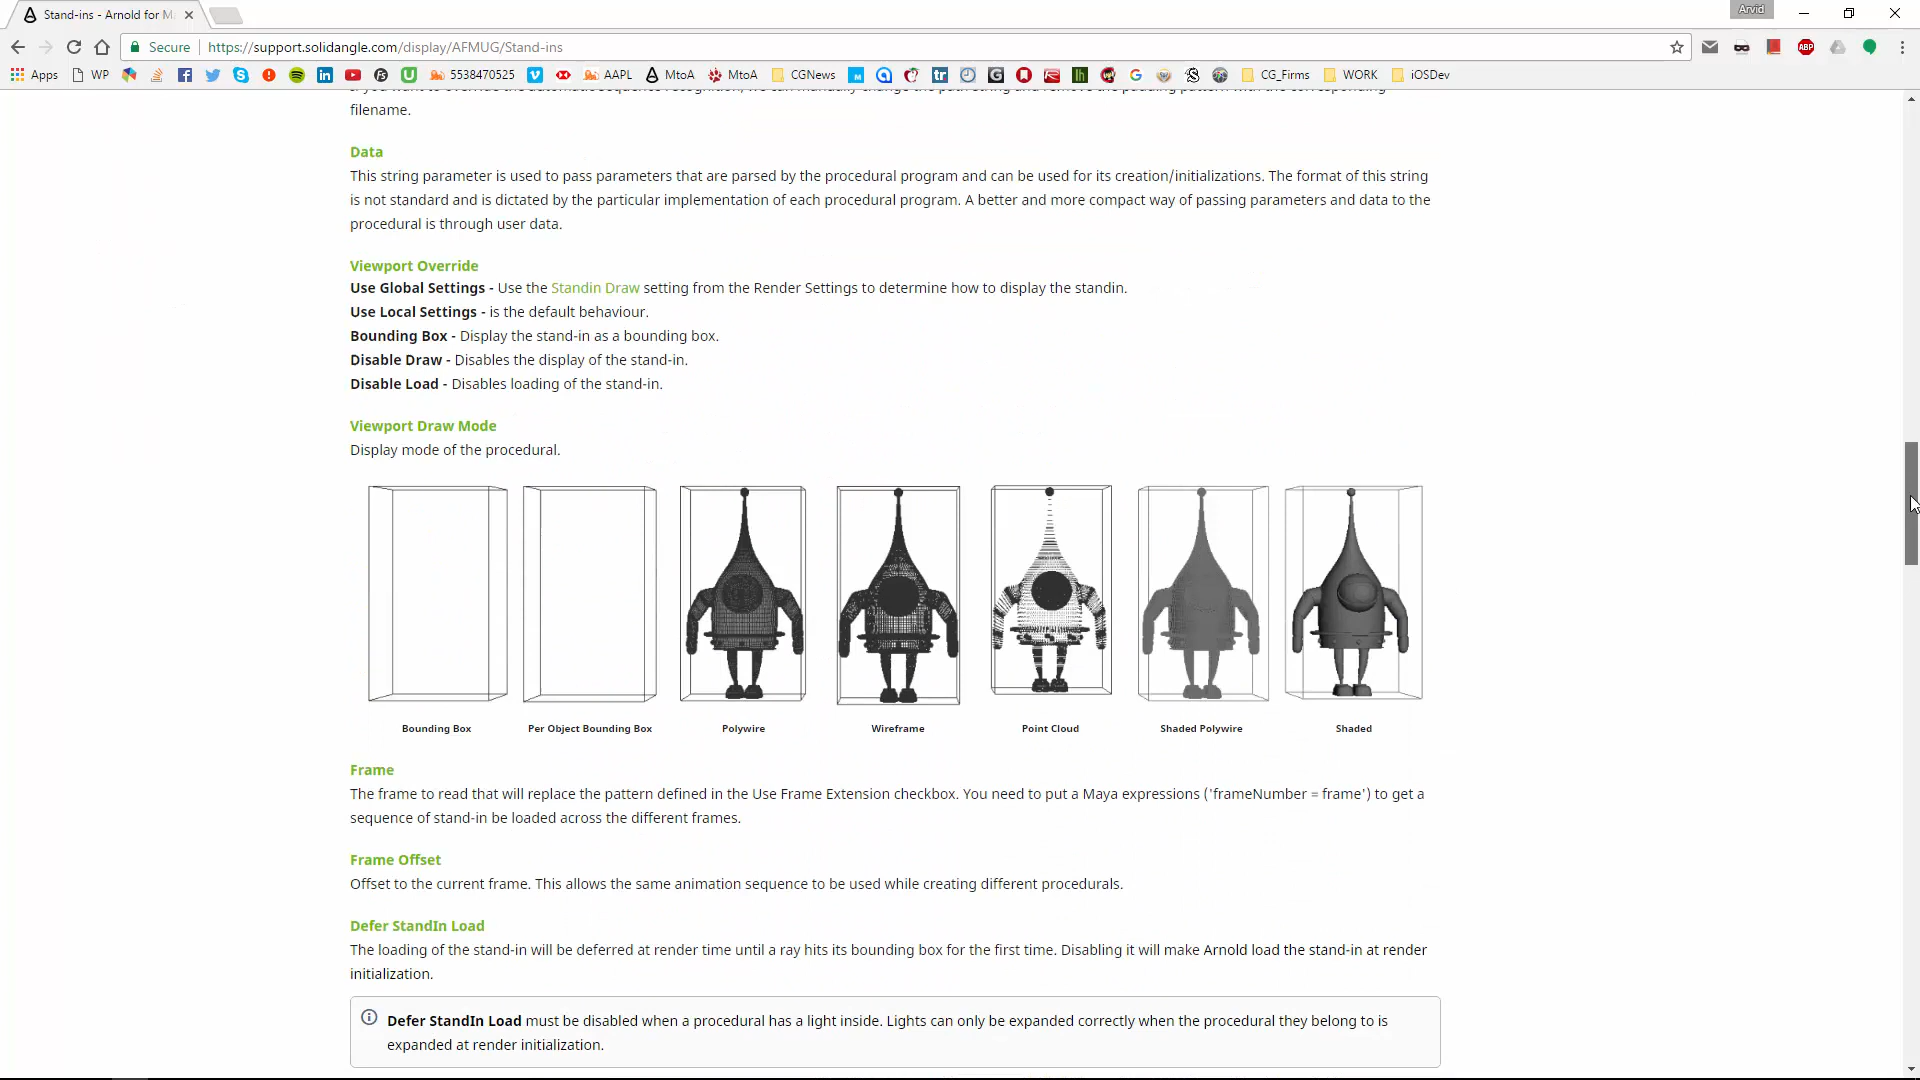 Stand-ins - Arnold for M
Arvid
Secure
https://support.solidangle.com/display/AFMUG/Stand-ins
ABP
Apps
WP
5538470525
AAPL
MtoA
MtoA
CGNews
CG_Firms
WORK
iOSDev
filename.
Data
This string parameter is used to pass parameters that are parsed by the procedural program and can be used for its creation/initializations. The format of this string
is not standard and is dictated by the particular implementation of each procedural program. A better and more compact way of passing parameters and data to the
procedural is through user data.
Viewport Override
Use Global Settings - Use the Standin Draw setting from the Render Settings to determine how to display the standin.
Use Local Settings - is the default behaviour.
Bounding Box - Display the stand-in as a bounding box.
Disable Draw - Disables the display of the stand-in.
Disable Load - Disables loading of the stand-in.
Viewport Draw Mode
Display mode of the procedural.
Bounding Box
Per Object Bounding Box
Polywire
Wireframe
Point Cloud
Shaded Polywire
Shaded
Frame
The frame to read that will replace the pattern defined in the Use Frame Extension checkbox. You need to put a Maya expressions ('frameNumber = frame') to get a
sequence of stand-in be loaded across the different frames.
Frame Offset
Offset to the current frame. This allows the same animation sequence to be used while creating different procedurals.
Defer StandIn Load
The loading of the stand-in will be deferred at render time until a ray hits its bounding box for the first time. Disabling it will make Arnold load the stand-in at render
initialization.
Defer StandIn Load must be disabled when a procedural has a light inside. Lights can only be expanded correctly when the procedural they belong to is
expanded at render initialization.